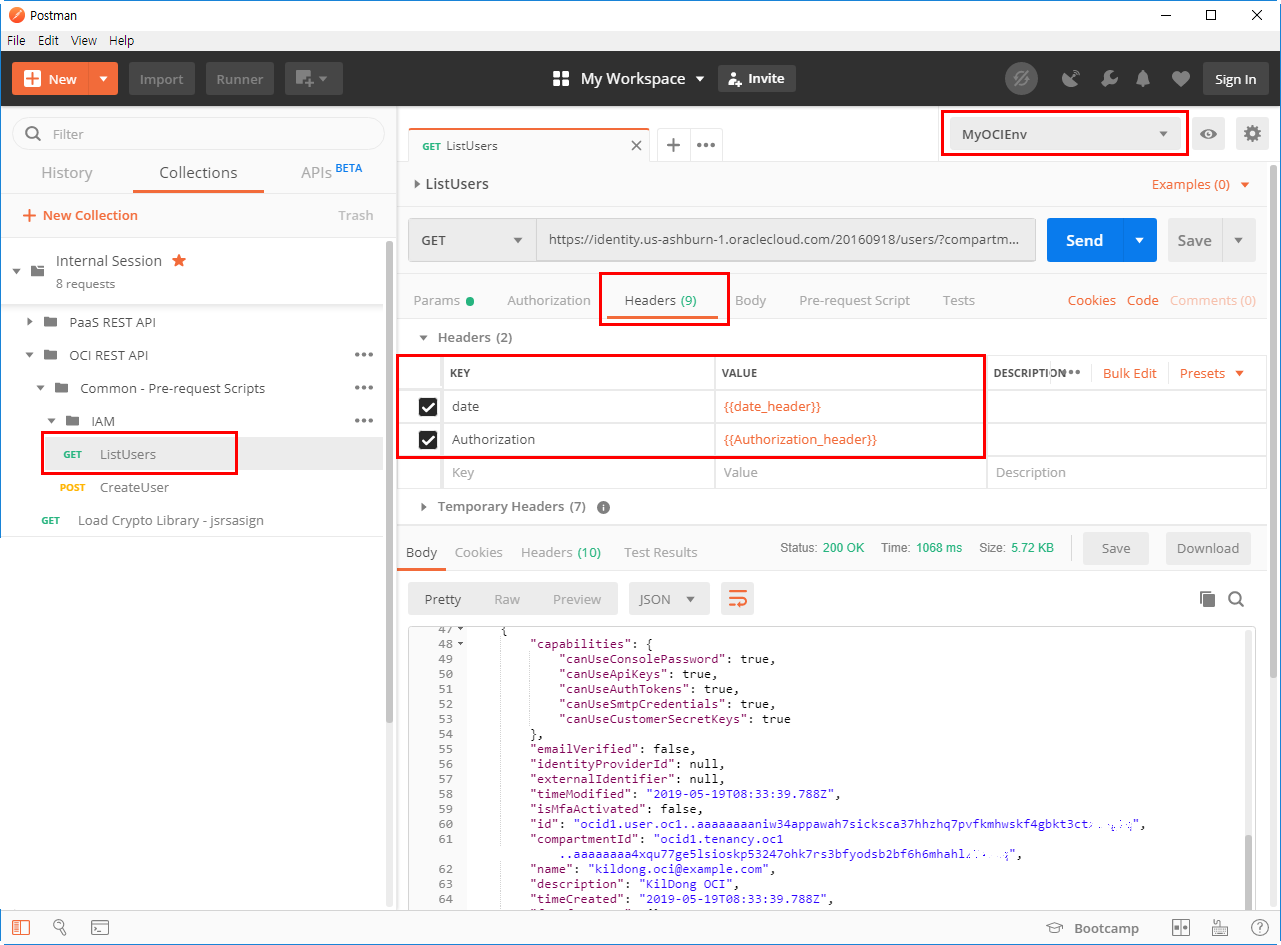 Postman
File Edit View Help
New Import Runner My Workspace Invite Sign In
Filter
History Collections APIs BETA
New Collection Trash
Internal Session
8 requests
PaaS REST API
OCI REST API
Common - Pre-request Scripts
IAM
GET ListUsers
POST CreateUser
GET Load Crypto Library - jsrsasign
GET ListUsers MyOCIEnv
ListUsers Examples (0)
GET https://identity.us-ashburn-1.oraclecloud.com/20160918/users/?compartm... Send Save
Params Authorization Headers (9) Body Pre-request Script Tests Cookies Code Comments (0)
Headers (2)
KEY VALUE DESCRIPTION Bulk Edit Presets
date {{date_header}}
Authorization {{Authorization_header}}
Key Value Description
Temporary Headers (7)
Body Cookies Headers (10) Test Results Status: 200 OK Time: 1068 ms Size: 5.72 KB Save Download
Pretty Raw Preview JSON
47 {
48 "capabilities": {
49 "canUseConsolePassword": true,
50 "canUseApiKeys": true,
51 "canUseAuthTokens": true,
52 "canUseSmtpCredentials": true,
53 "canUseCustomerSecretKeys": true
54 },
55 "emailVerified": false,
56 "identityProviderId": null,
57 "externalIdentifier": null,
58 "timeModified": "2019-05-19T08:33:39.788Z",
59 "isMfaActivated": false,
60 "id": "ocid1.user.oc1..aaaaaaaaniw34appawah7sicksca37hhzhq7pvfkmhwskf4gbkt3ct
61 "compartmentId": "ocid1.tenancy.oc1
..aaaaaaaa4xqu77ge5lsioskp53247ohk7rs3bfyodsb2bf6h6mhahl
62 "name": "kildong.oci@example.com",
63 "description": "KilDong OCI",
64 "timeCreated": "2019-05-19T08:33:39.788Z",
Bootcamp